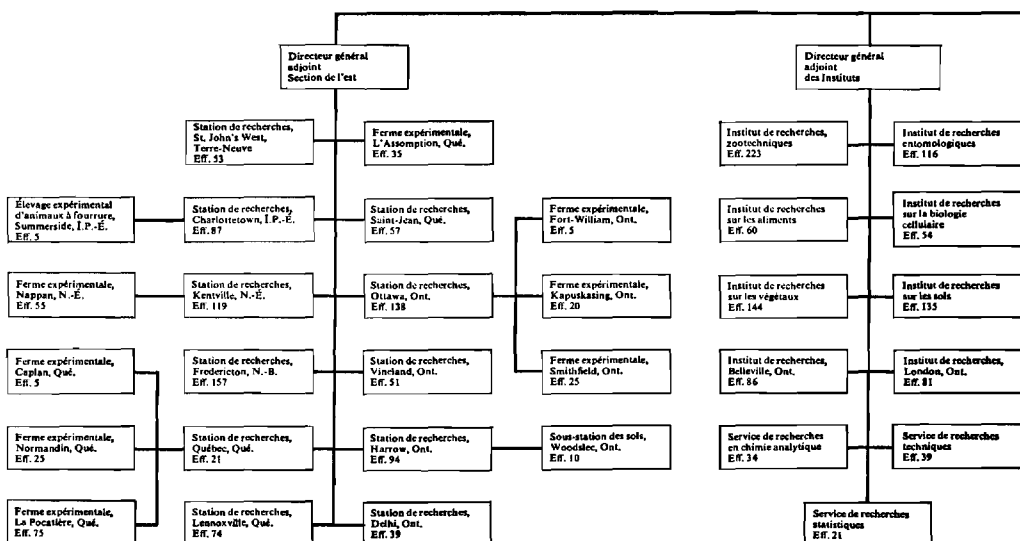 Directeur général
adjoint
Section de l'est
Directeur général
adjoint
des Instituts
Station de recherches,
St. John's West,
Terre-Neuve
Eff. 53
Ferme expérimentale,
L'Assomption, Qué.
Eff. 35
Institut de recherches
zootechniques
Eff. 223
Institut de recherches
entomologiques
Eff. 116
Élevage expérimental
d'animaux à fourrure,
Summerside, I.P.-É.
Eff. 5
Station de recherches,
Charlottetown, I.P.-É.
Eff. 87
Station de recherches,
Saint-Jean, Qué.
Eff. 57
Ferme expérimentale,
Fort-William, Ont.
Eff. 5
Institut de recherches
sur les aliments
Eff. 60
Institut de recherches
sur la biologie
cellulaire
Eff. 54
Ferme expérimentale,
Nappan, N.-É.
Eff. 55
Station de recherches,
Kentville, N.-É.
Eff. 119
Station de recherches,
Ottawa, Ont.
Eff. 138
Ferme expérimentale,
Kapuskasing, Ont.
Eff. 20
Institut de recherches
sur les végétaux
Eff. 144
Institut de recherches
sur les sols
Eff. 135
Ferme expérimentale,
Caplan, Qué.
Eff. 5
Station de recherches,
Fredericton, N.-B.
Eff. 157
Station de recherches,
Vineland, Ont.
Eff. 51
Ferme expérimentale,
Smithfield, Ont.
Eff. 25
Institut de recherches,
Belleville, Ont.
Eff. 86
Institut de recherches,
London, Ont.
Eff. 81
Ferme expérimentale,
Normandin, Qué.
Eff. 25
Station de recherches,
Québec, Qué.
Eff. 21
Station de recherches,
Harrow, Ont.
Eff. 94
Sous-station des sols,
Woodslee, Ont.
Eff. 10
Service de recherches
en chimie analytique
Eff. 34
Service de recherches
techniques
Eff. 39
Ferme expérimentale,
La Pocatière, Qué.
Eff. 75
Station de recherches,
Lennoxville, Qué.
Eff. 74
Station de recherches,
Delhi, Ont.
Eff. 39
Service de recherches
statistiques
Eff. 21